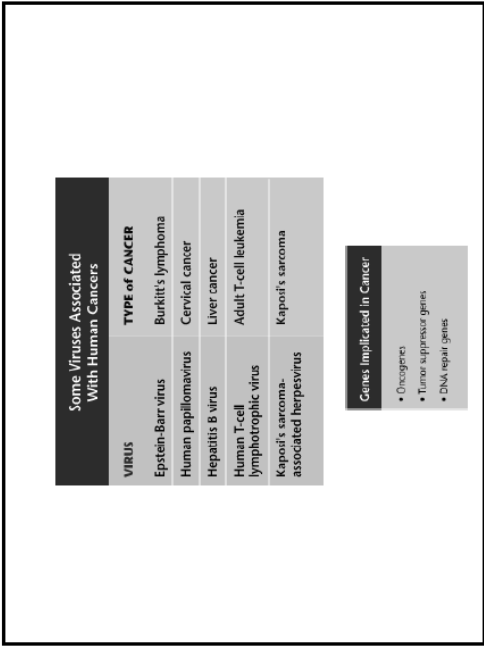 Some Viruses Associated
With Human Cancers
VIRUS TYPE of CANCER
Epstein-Barr virus Burkitt's lymphoma
Human papillomavirus Cervical cancer
Hepatitis B virus Liver cancer
Human T-cell
lymphotrophic virus Adult T-cell leukemia
Kaposi's sarcoma-
associated herpesvirus Kaposi's sarcoma
Genes Implicated in Cancer
• Oncogenes
• Tumor suppressor genes
• DNA repair genes